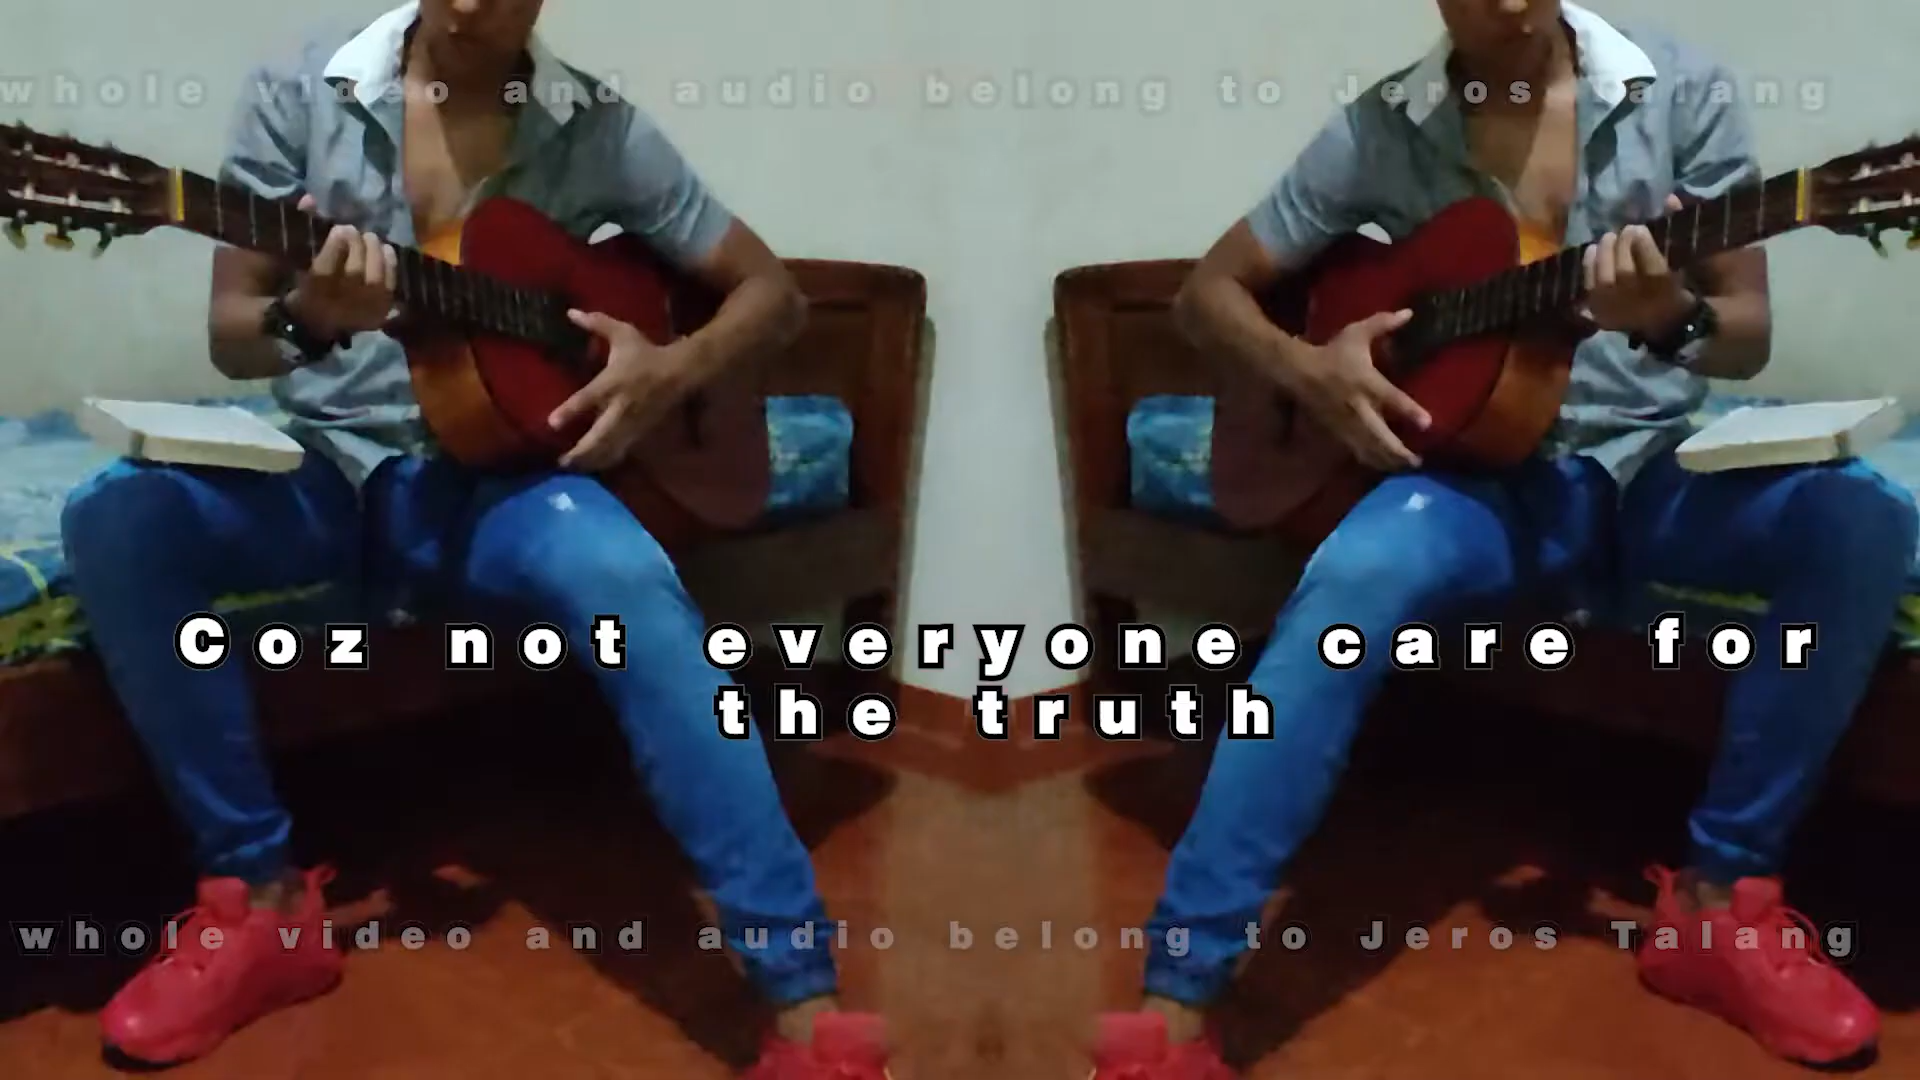 whole video and audio belong to Jeros Talang
Coz not everyone care for
the truth
whole video and audio belong to Jeros Talang